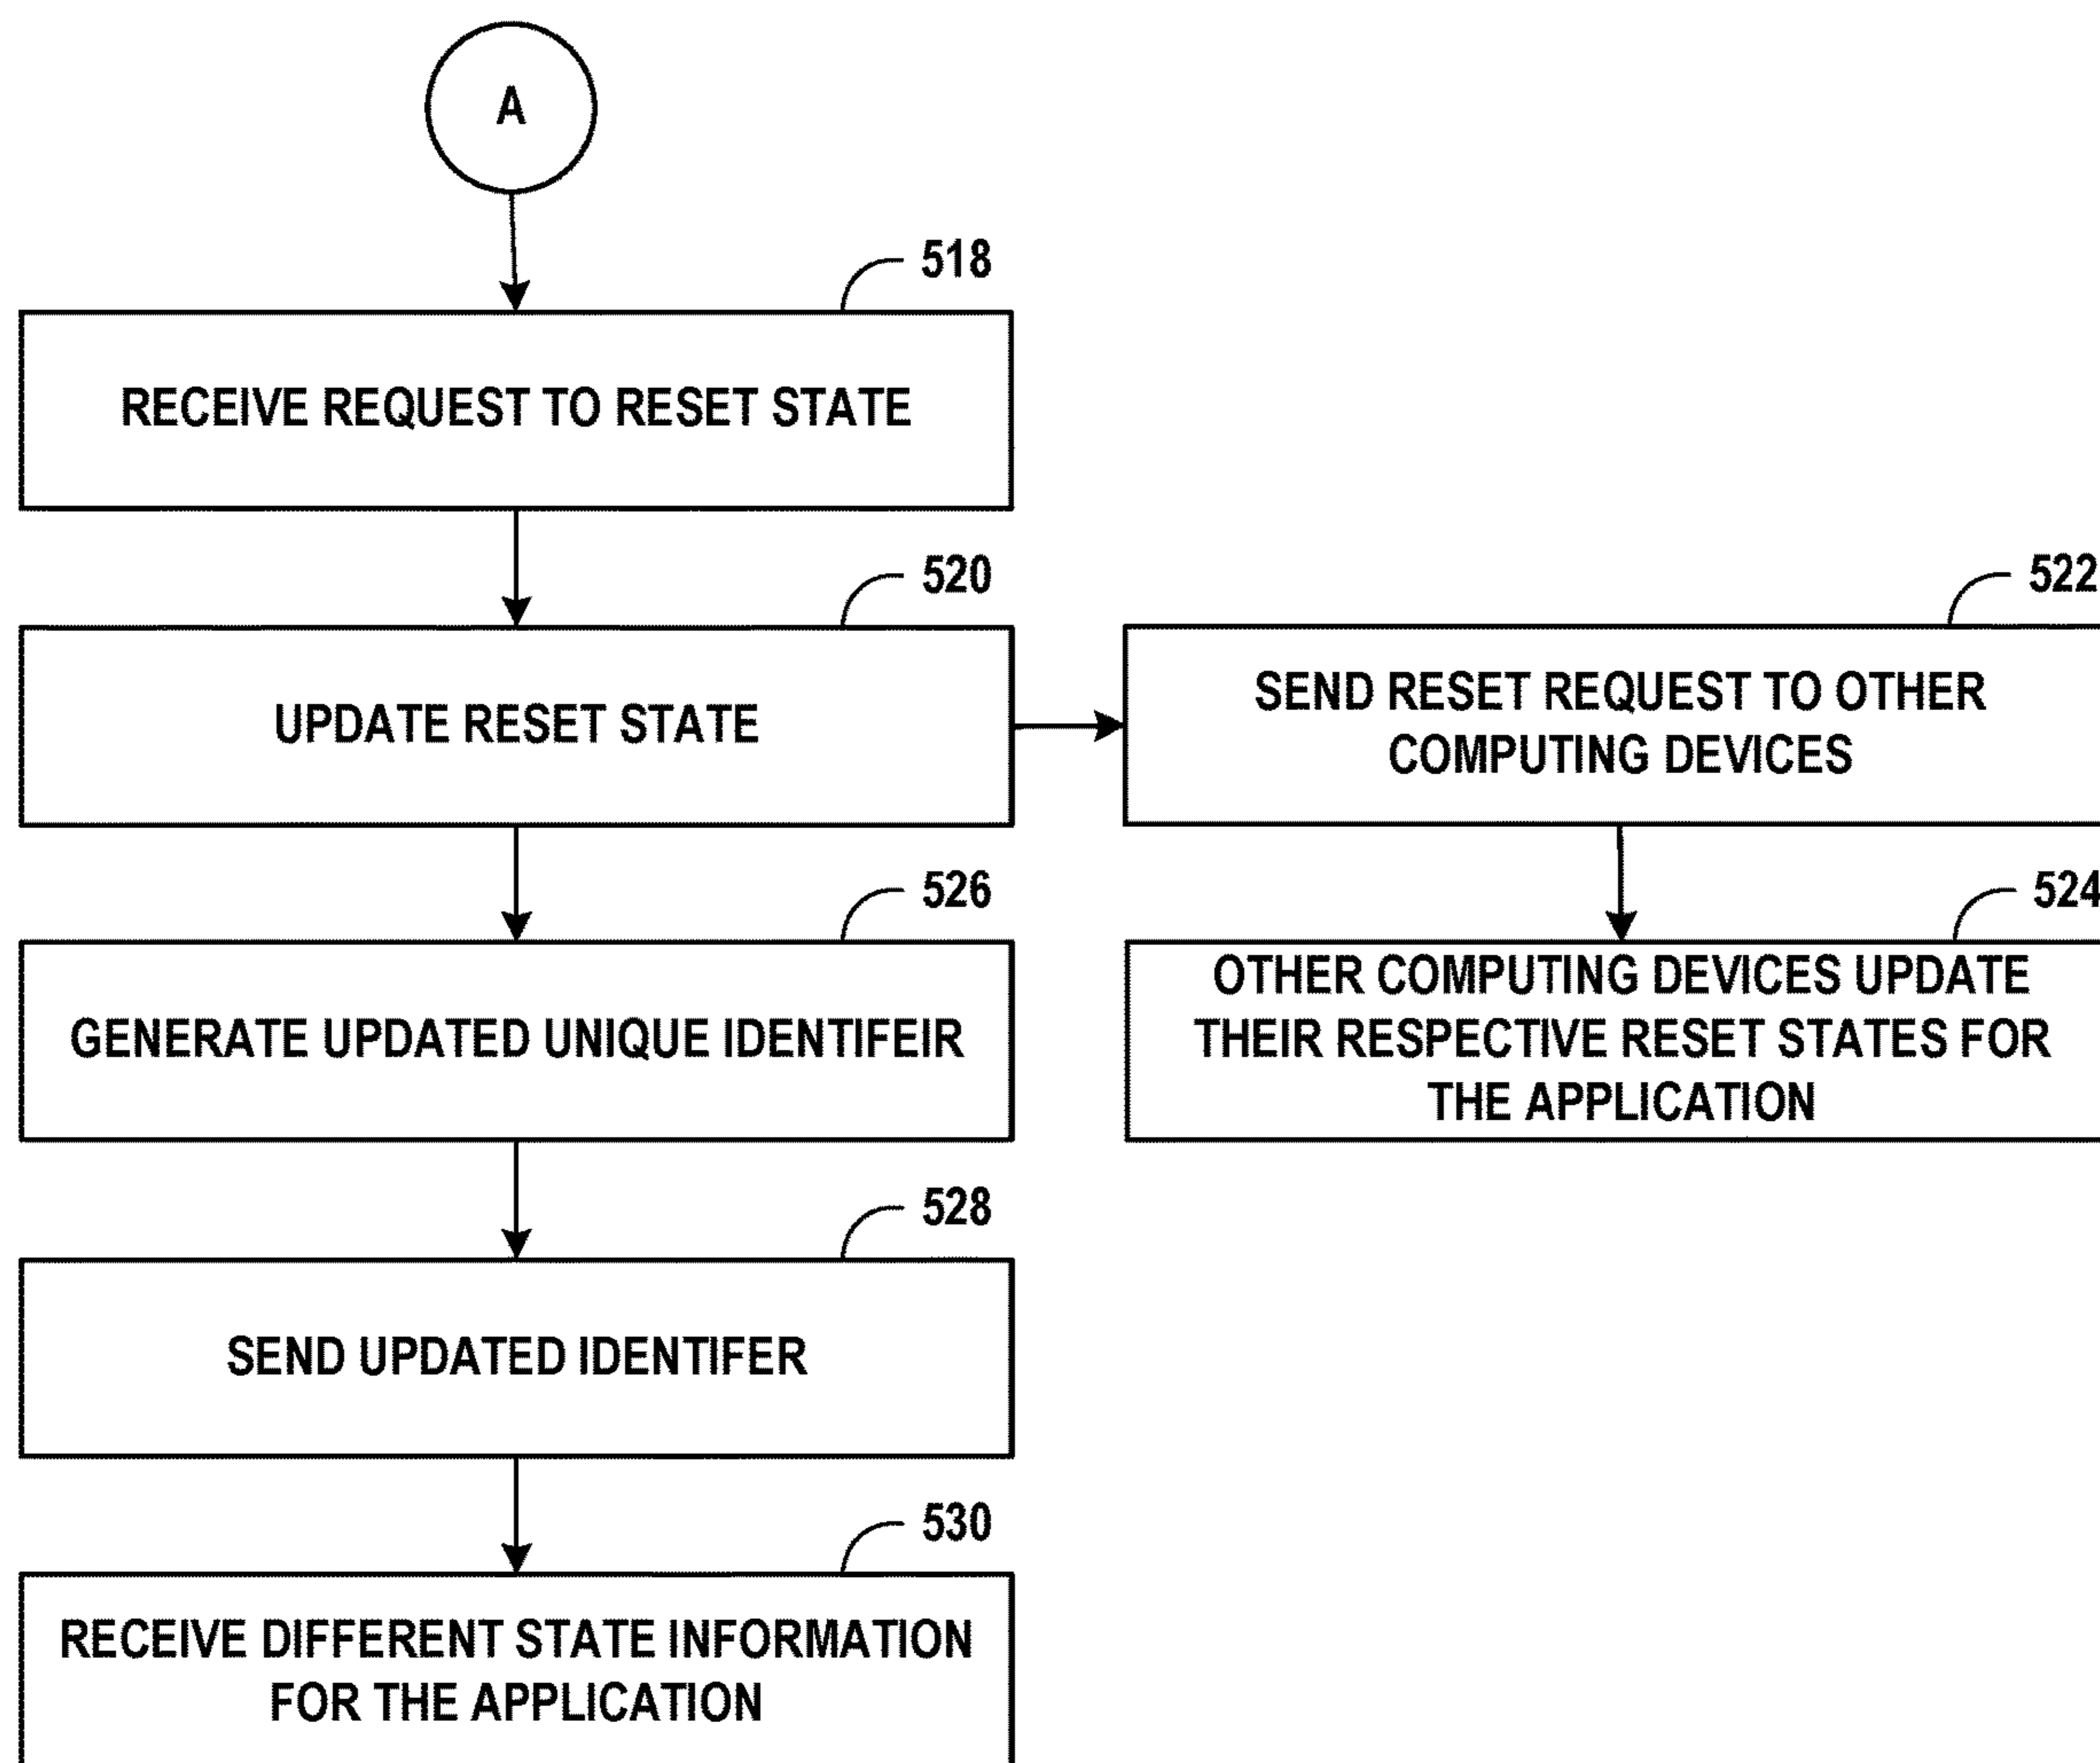 A
518
RECEIVE REQUEST TO RESET STATE
520
UPDATE RESET STATE
522
SEND RESET REQUEST TO OTHER
COMPUTING DEVICES
524
OTHER COMPUTING DEVICES UPDATE
THEIR RESPECTIVE RESET STATES FOR
THE APPLICATION
526
GENERATE UPDATED UNIQUE IDENTIFEIR
528
SEND UPDATED IDENTIFER
530
RECEIVE DIFFERENT STATE INFORMATION
FOR THE APPLICATION